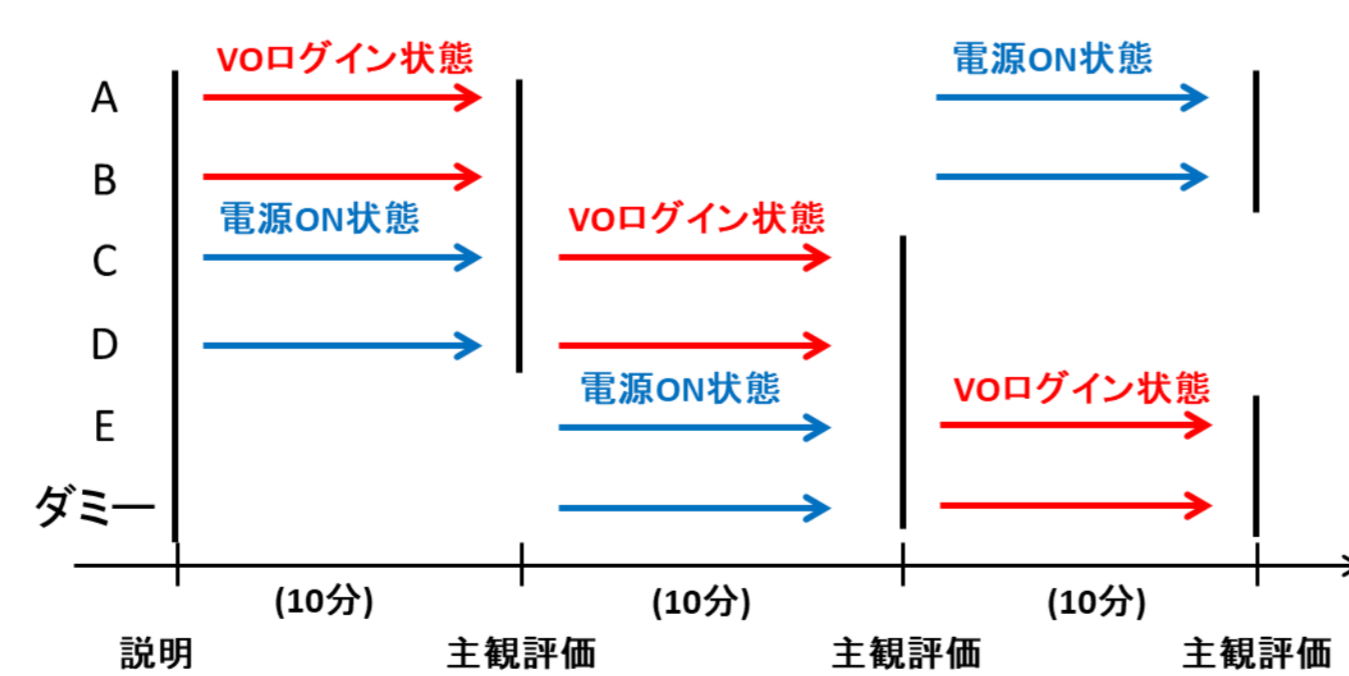 VOログイン状態
電源ON状態
A
B
電源ON状態
VOログイン状態
C
D
電源ON状態
VOログイン状態
E
ダミー
(10分)
(10分)
(10分)
説明
主観評価
主観評価
主観評価